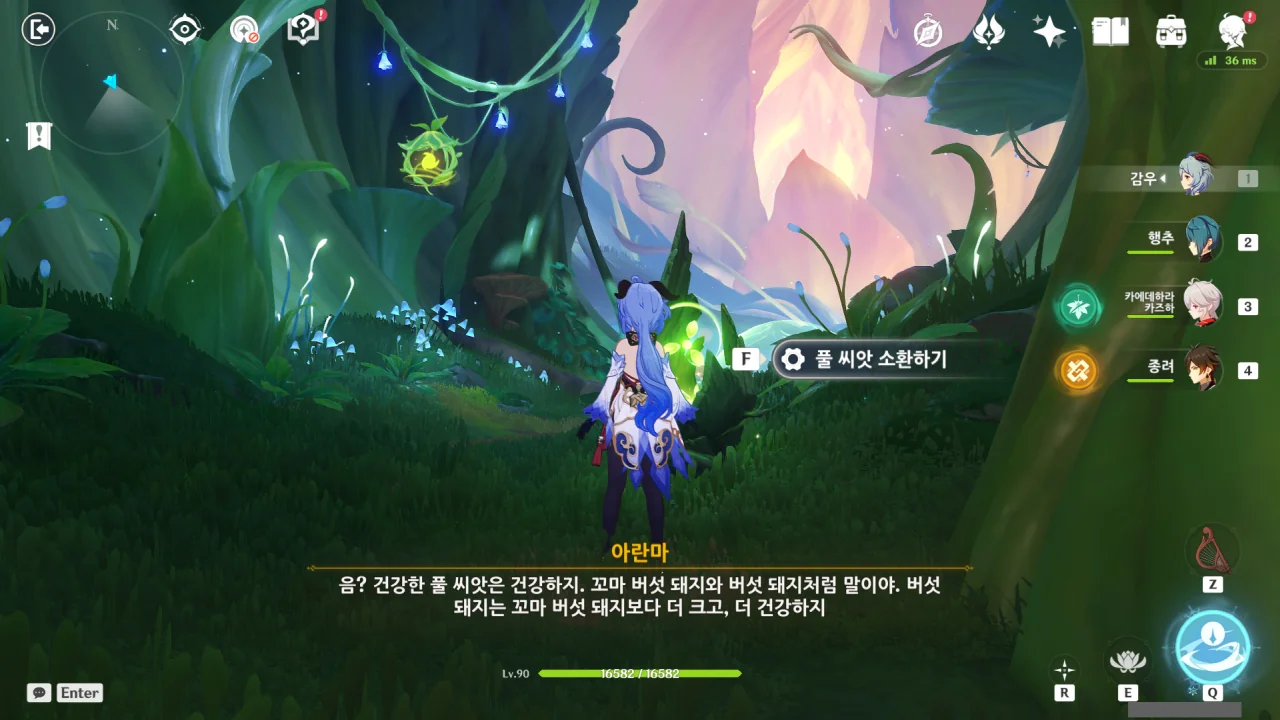 N
36 ms
감우
1
행추
2
카에데하라
카즈하
3
종려
4
F
풀 씨앗 소환하기
아란마
음? 건강한 풀 씨앗은 건강하지. 꼬마 버섯 돼지와 버섯 돼지처럼 말이야. 버섯
돼지는 꼬마 버섯 돼지보다 더 크고, 더 건강하지
Z
Lv.90
16582 / 16582
Enter
R
E
Q